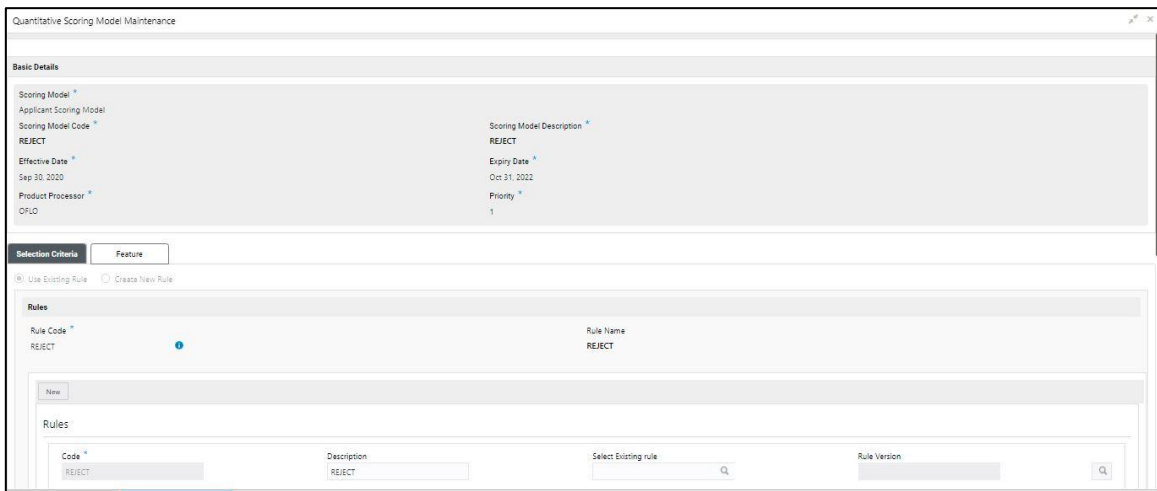 Quantitative Scoring Model Maintenance
Basic Details
Scoring Model *
Applicant Scoring Model
Scoring Model Code * Scoring Model Description *
REJECT REJECT
Effective Date * Expiry Date *
Sep 30, 2020 Oct 31, 2022
Product Processor * Priority *
OFLO 1
Selection Criteria Feature
Use Existing Rule Create New Rule
Rules
Rule Code * Rule Name
REJECT REJECT
New
Rules
Code * Description Select Existing rule Rule Version
REJECT REJECT